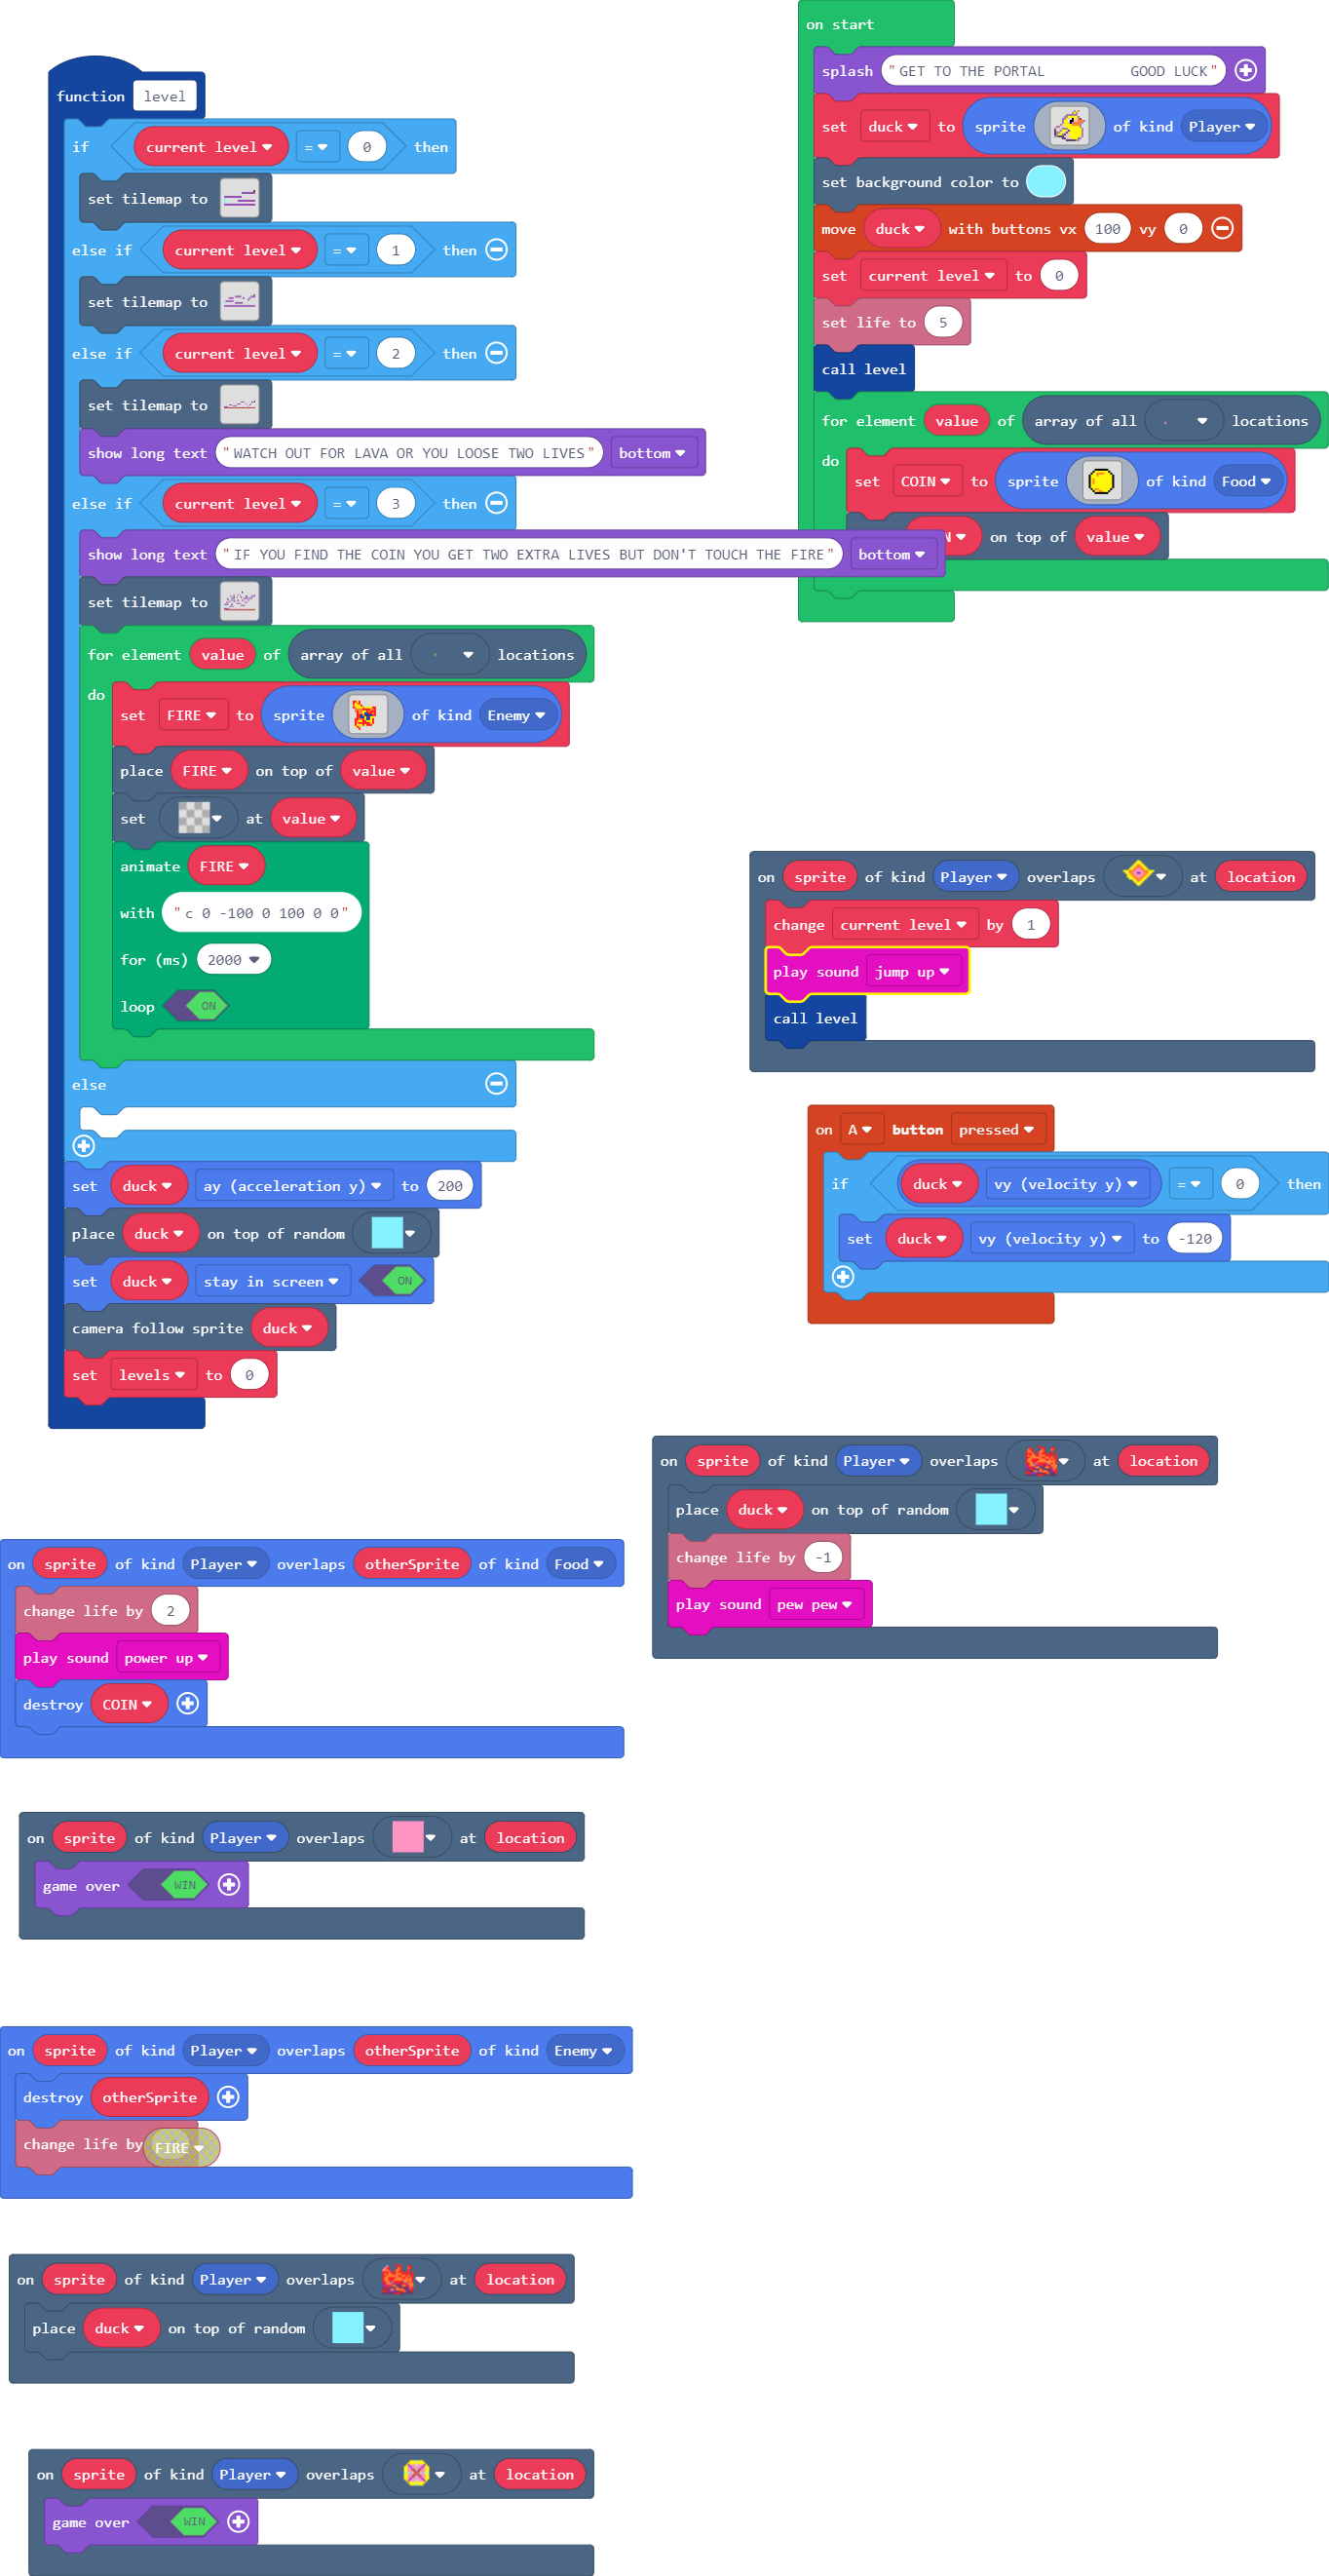 function level
if current level = 0 then
set tilemap to
else if current level = 1 then
set tilemap to
else if current level = 2 then
set tilemap to
show long text "WATCH OUT FOR LAVA OR YOU LOOSE TWO LIVES" bottom
else if current level = 3 then
show long text "IF YOU FIND THE COIN YOU GET TWO EXTRA LIVES BUT DON'T TOUCH THE FIRE" bottom
set tilemap to
for element value of array of all locations
do
set FIRE to sprite of kind Enemy
place FIRE on top of value
set at value
animate FIRE
with "c 0 -100 0 100 0 0"
for (ms) 2000
loop ON
else
set duck ay (acceleration y) to 200
place duck on top of random
set duck stay in screen ON
camera follow sprite duck
set levels to 0
on start
splash "GET TO THE PORTAL GOOD LUCK"
set duck to sprite of kind Player
set background color to
move duck with buttons vx 100 vy 0
set current level to 0
set life to 5
call level
for element value of array of all locations
do
set COIN to sprite of kind Food
N on top of value
on sprite of kind Player overlaps at location
change current level by 1
play sound jump up
call level
on A button pressed
if duck vy (velocity y) = 0 then
set duck vy (velocity y) to -120
on sprite of kind Player overlaps at location
place duck on top of random
change life by -1
play sound pew pew
on sprite of kind Player overlaps otherSprite of kind Food
change life by 2
play sound power up
destroy COIN
on sprite of kind Player overlaps at location
game over WIN
on sprite of kind Player overlaps otherSprite of kind Enemy
destroy otherSprite
change life by FIRE
on sprite of kind Player overlaps at location
place duck on top of random
on sprite of kind Player overlaps at location
game over WIN